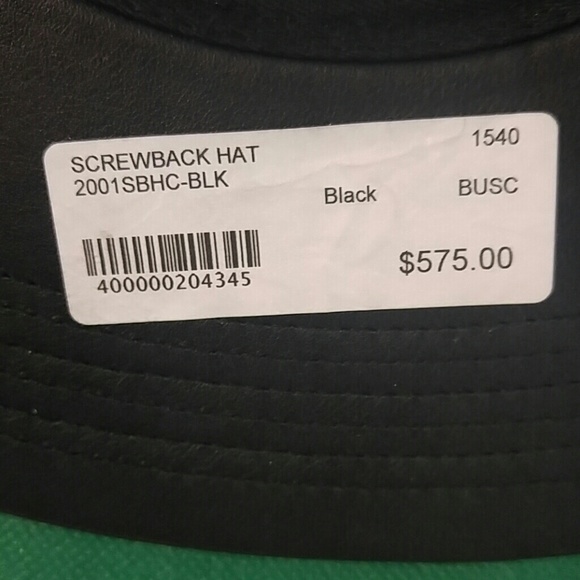 SCREWBACK HAT
2001SBHC-BLK
1540
Black
BUSC
400000204345
$575.00